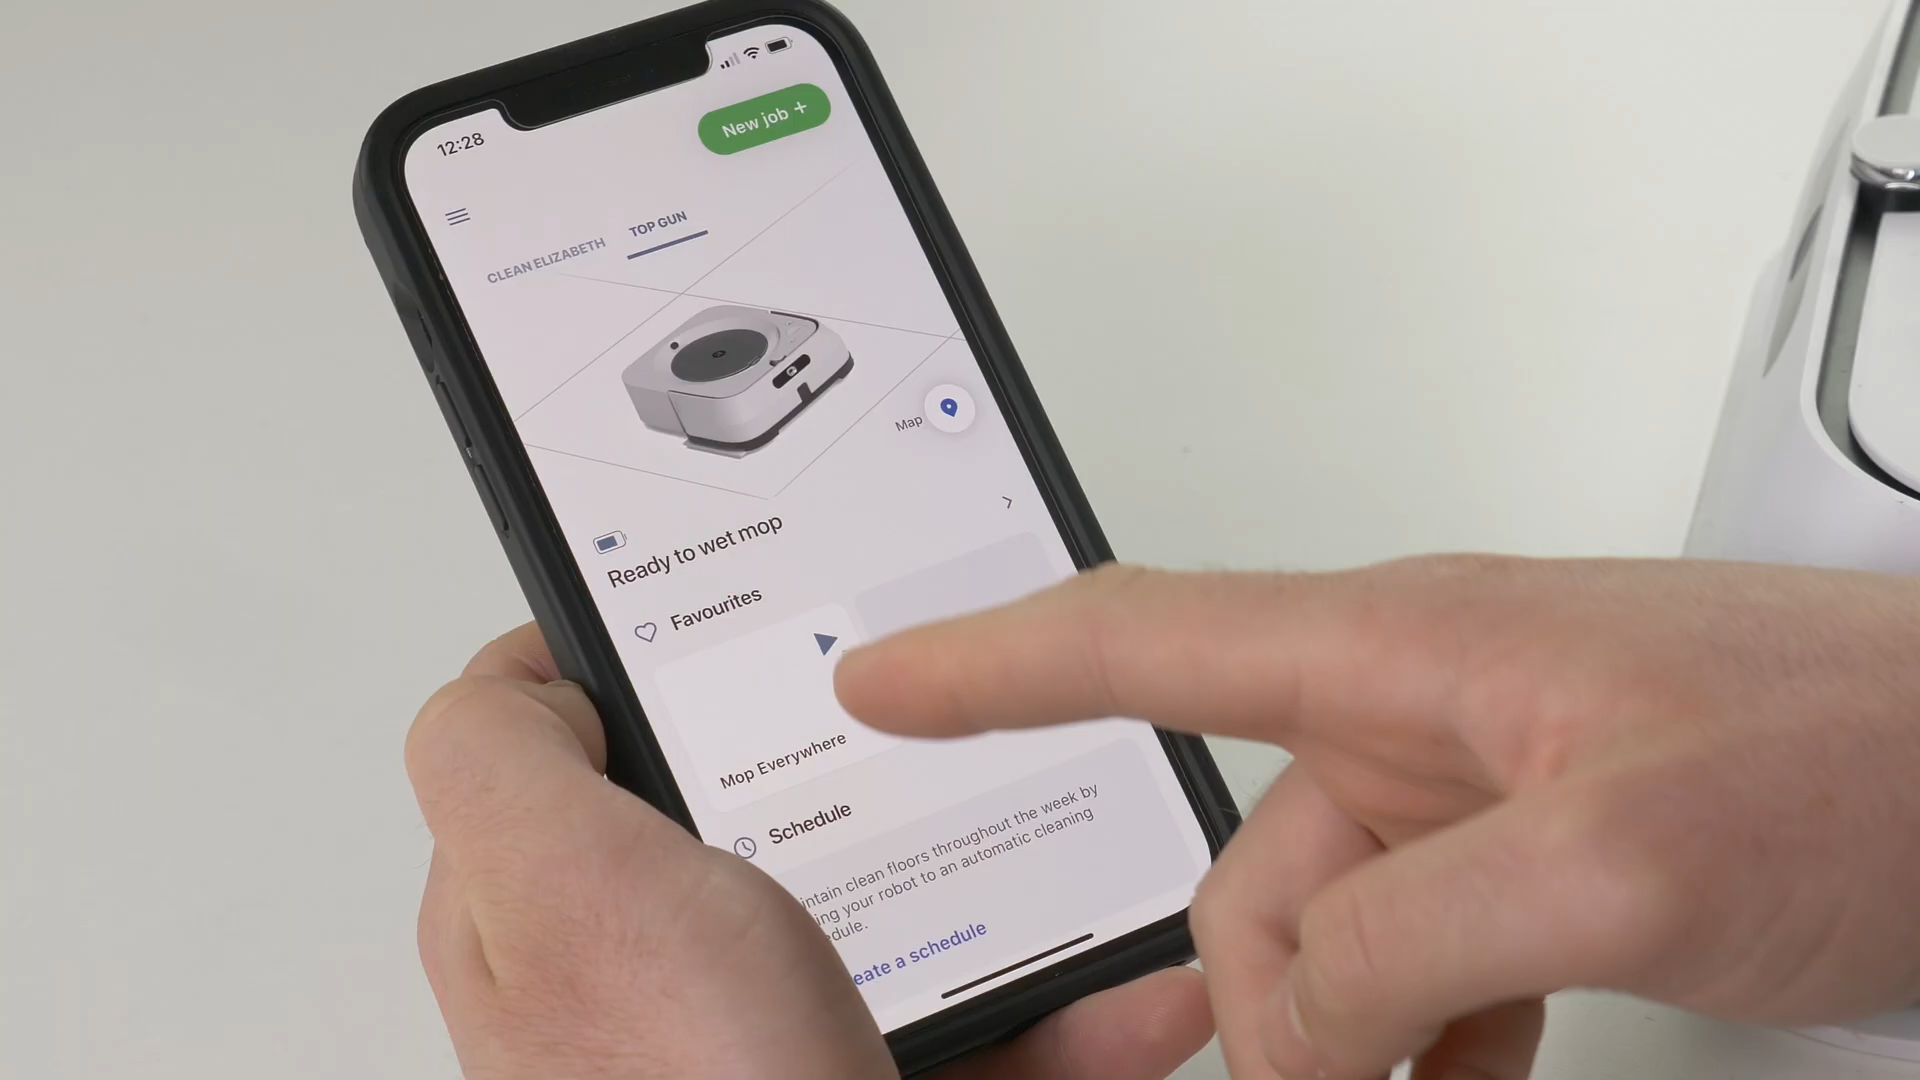 12:28
New job +
CLEAN ELIZABETH
TOP GUN
Map
Ready to wet mop
Favourites
Mop Everywhere
Schedule
intain clean floors throughout the week by
ing your robot to an automatic cleaning
edule.
eate a schedule